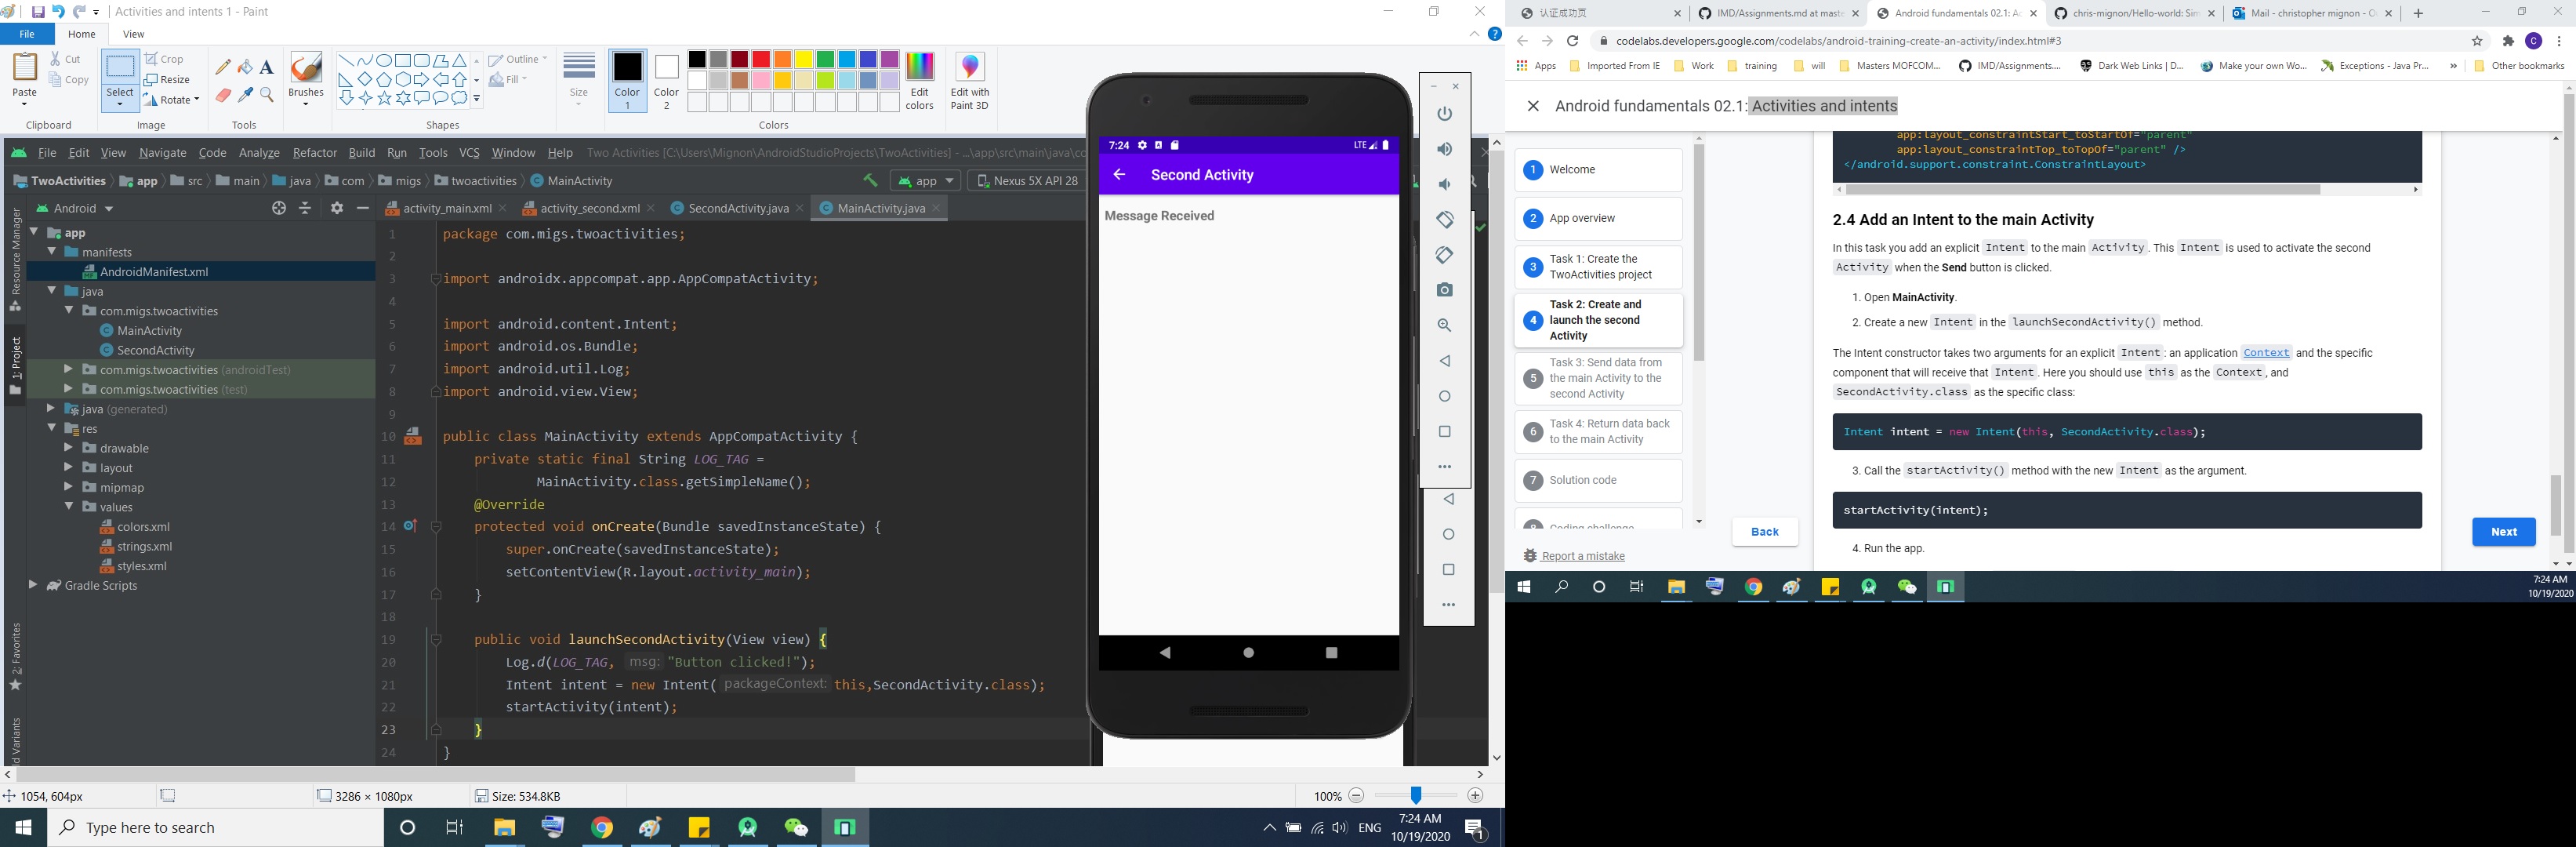 Activities and intents 1 - Paint
File Home View
Paste Cut Copy Clipboard
Select Crop Resize Rotate Image
Tools
Brushes
Shapes Outline Fill
Size
Color 1 Color 2 Colors
Edit colors
Edit with Paint 3D
File Edit View Navigate Code Analyze Refactor Build Run Tools VCS Window Help Two Activities [C:\Users\Mignon\AndroidStudioProjects\TwoActivities] - ...\app\src\main\java\co
TwoActivities app src main java com migs twoactivities MainActivity app Nexus 5X API 28
Android activity_main.xml activity_second.xml SecondActivity.java MainActivity.java
Resource Manager
1: Project
2: Favorites
app
manifests
AndroidManifest.xml
java
com.migs.twoactivities
MainActivity
SecondActivity
com.migs.twoactivities (androidTest)
com.migs.twoactivities (test)
java (generated)
res
drawable
layout
mipmap
values
colors.xml
strings.xml
styles.xml
Gradle Scripts
1 package com.migs.twoactivities;
2
3 import androidx.appcompat.app.AppCompatActivity;
4
5 import android.content.Intent;
6 import android.os.Bundle;
7 import android.util.Log;
8 import android.view.View;
9
10 public class MainActivity extends AppCompatActivity {
11 private static final String LOG_TAG =
12 MainActivity.class.getSimpleName();
13 @Override
14 protected void onCreate(Bundle savedInstanceState) {
15 super.onCreate(savedInstanceState);
16 setContentView(R.layout.activity_main);
17 }
18
19 public void launchSecondActivity(View view) {
20 Log.d(LOG_TAG, msg: "Button clicked!");
21 Intent intent = new Intent( packageContext: this,SecondActivity.class);
22 startActivity(intent);
23 }
24 }
7:24 LTE
Second Activity
Message Received
1054, 604px 3286 × 1080px Size: 534.8KB 100%
Type here to search
ENG 7:24 AM
10/19/2020
1
认证成功页 IMD/Assignments.md at maste Android fundamentals 02.1: Ac chris-mignon/Hello-world: Sim Mail - christopher mignon - O
codelabs.developers.google.com/codelabs/android-training-create-an-activity/index.html#3
C
Apps Imported From IE Work training will Masters MOFCOM... IMD/Assignments.... Dark Web Links | D... Make your own Wo... Exceptions - Java Pr... » Other bookmarks
Android fundamentals 02.1: Activities and intents
1 Welcome
2 App overview
3 Task 1: Create the
TwoActivities project
4 Task 2: Create and
launch the second
Activity
5 Task 3: Send data from
the main Activity to the
second Activity
6 Task 4: Return data back
to the main Activity
7 Solution code
8 Coding challenge
Report a mistake
app:layout_constraintStart_toStartOf="parent"
app:layout_constraintTop_toTopOf="parent" />
</android.support.constraint.ConstraintLayout>
2.4 Add an Intent to the main Activity
In this task you add an explicit Intent to the main Activity. This Intent is used to activate the second
Activity when the Send button is clicked.
1. Open MainActivity.
2. Create a new Intent in the launchSecondActivity() method.
The Intent constructor takes two arguments for an explicit Intent: an application Context and the specific
component that will receive that Intent. Here you should use this as the Context, and
SecondActivity.class as the specific class:
Intent intent = new Intent(this, SecondActivity.class);
3. Call the startActivity() method with the new Intent as the argument.
startActivity(intent);
4. Run the app.
Back
Next
7:24 AM
10/19/2020